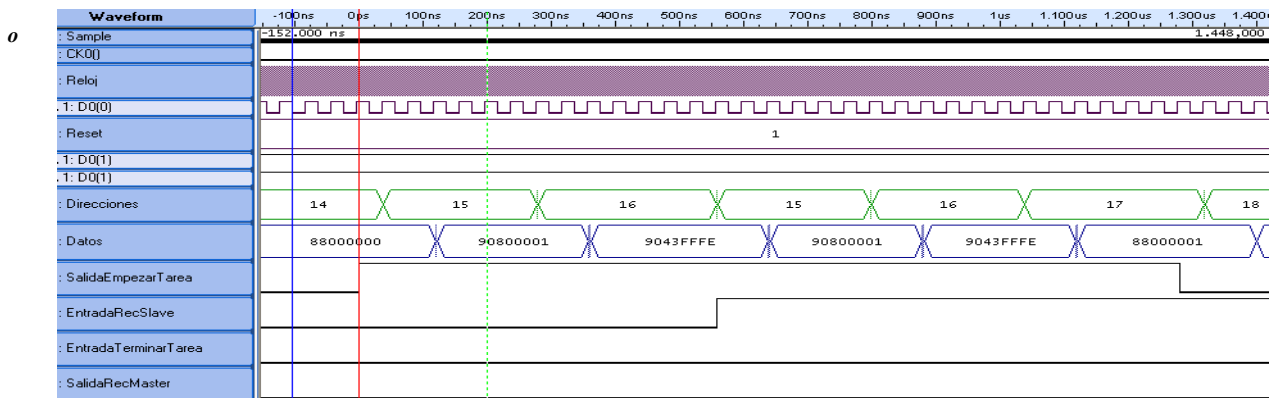 Waveform -100ns 0ps 100ns 200ns 300ns 400ns 500ns 600ns 700ns 800ns 900ns 1us 1.100us 1.200us 1.300us 1.400
o
: Sample -152.000 ns 1.448,000
: CK0()
: Reloj
.1: D0(0)
: Reset 1
.1: D0(1)
.1: D0(1)
: Direcciones 14 15 16 15 16 17 18
: Datos 88000000 90800001 9043FFFE 90800001 9043FFFE 88000001
: SalidaEmpezarTarea
: EntradaRecSlave
: EntradaTerminarTarea
: SalidaRecMaster